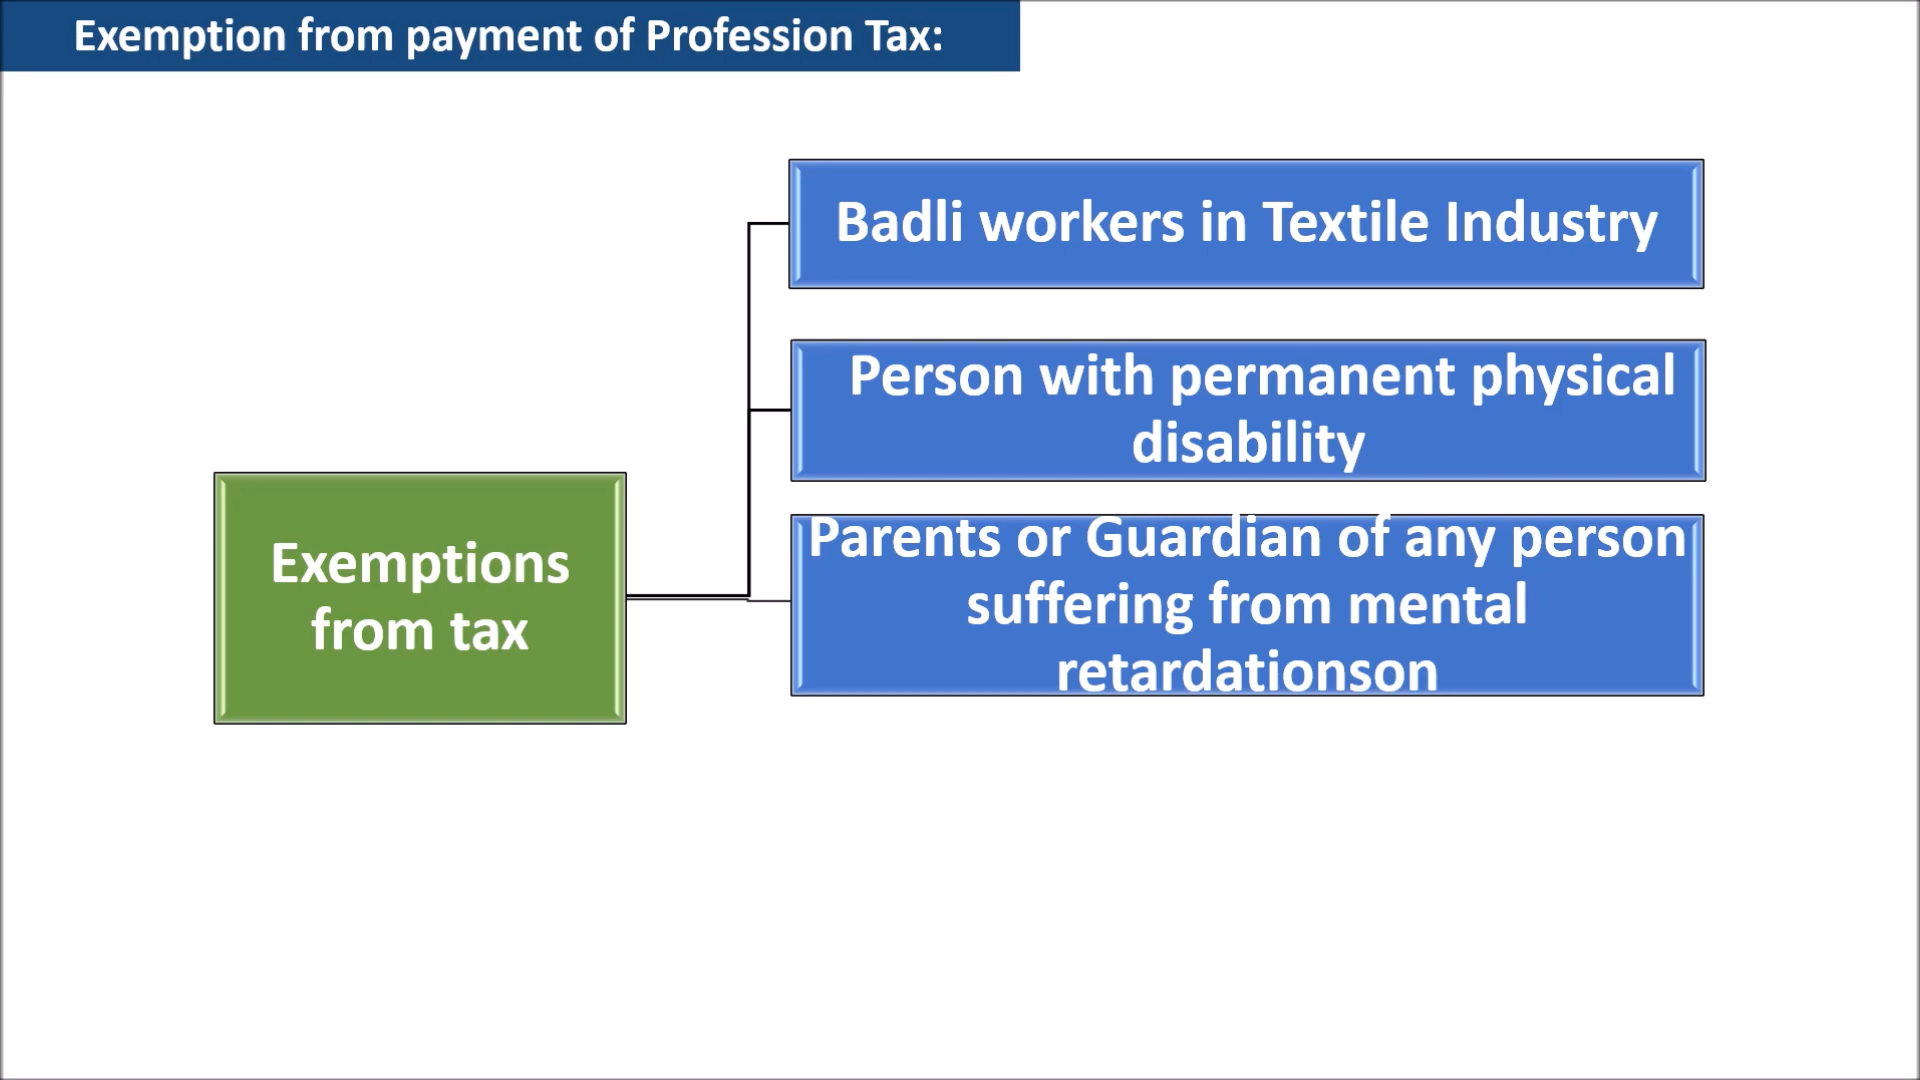 Exemption from payment of Profession Tax:
Badli workers in Textile Industry
Person with permanent physical
disability
Exemptions
from tax
Parents or Guardian of any person
suffering from mental
retardationson